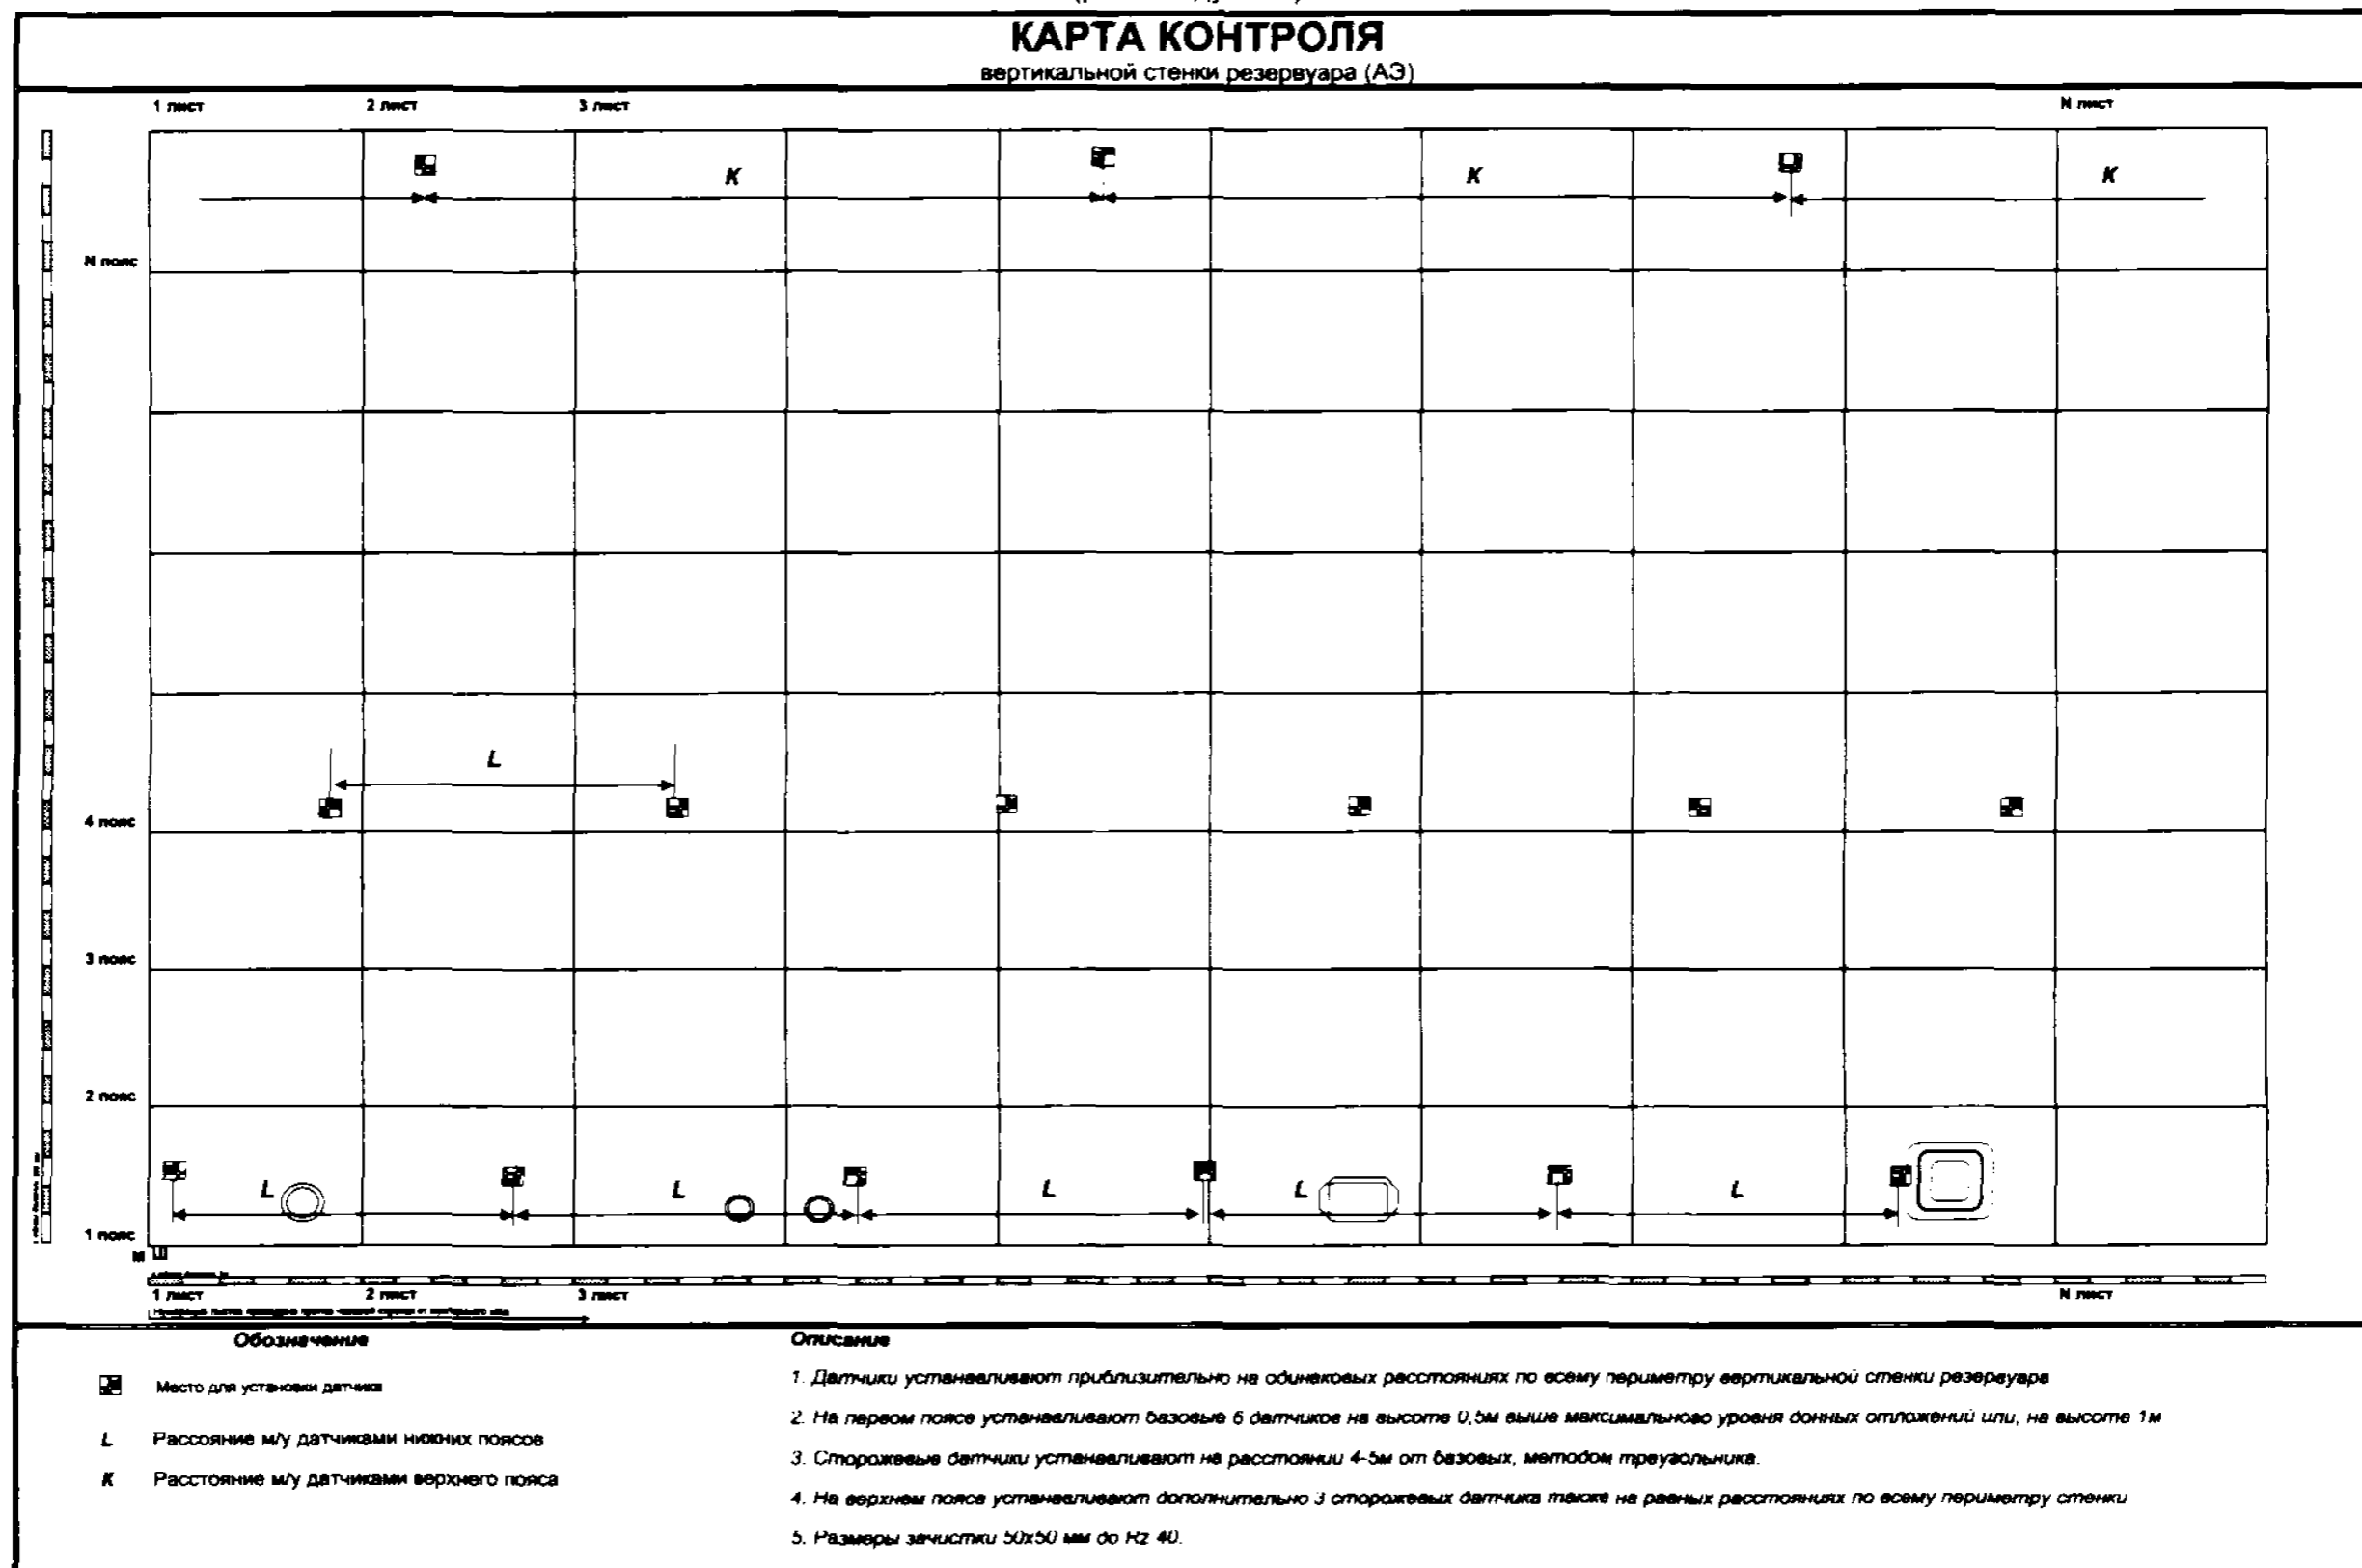 КАРТА КОНТРОЛЯ
вертикальной стенки резервуара (АЭ)
1 лист 2 лист 3 лист N лист
K K K
N пояс
L
4 пояс
3 пояс
2 пояс
L L L L L
1 пояс
М
1 лист 2 лист 3 лист N лист
Обозначение
Место для установки датчика
L Рассояние м/у датчиками нижних поясов
K Расстояние м/у датчиками верхнего пояса
Описание
1. Датчики устанавливают приблизительно на одинаковых расстояниях по всему периметру вертикальной стенки резервуара
2. На первом поясе устанавливают базовые 6 датчиков на высоте 0,5м выше максимального уровня донных отложений или, на высоте 1м
3. Сторожевые датчики устанавливают на расстоянии 4-5м от базовых, методом треугольника.
4. На верхнем поясе устанавливают дополнительно 3 сторожевых датчика также на равных расстояниях по всему периметру стенки
5. Размеры зачистки 50х50 мм до Rz 40.